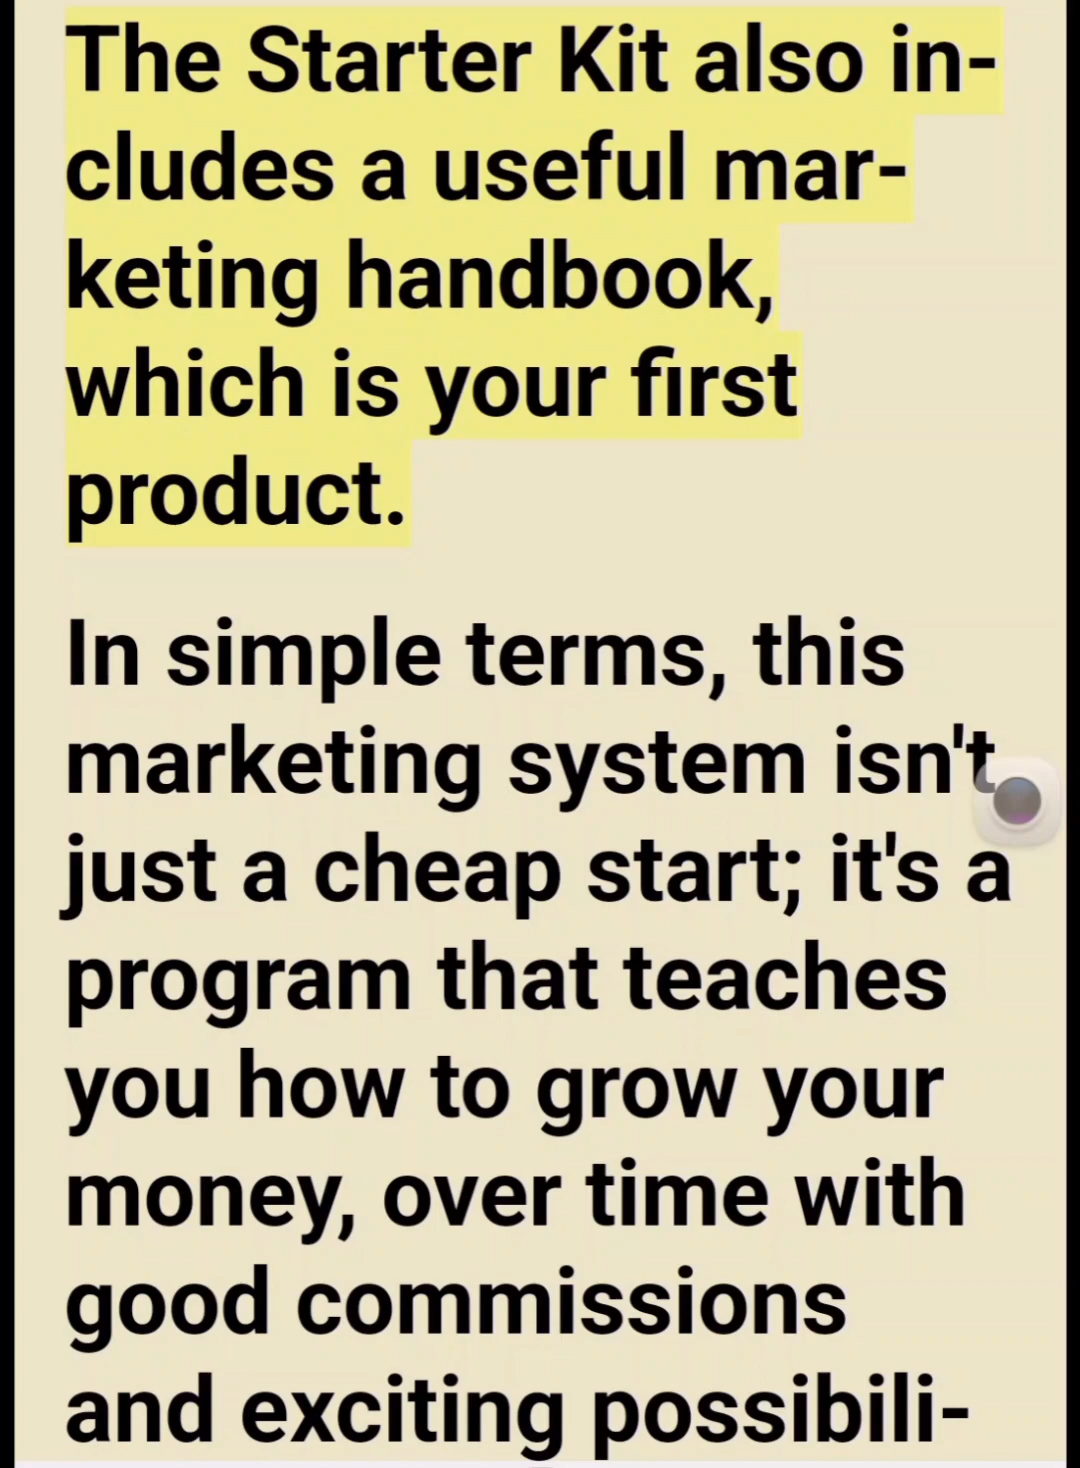 The Starter Kit also in-
cludes a useful mar-
keting handbook,
which is your first
product.
In simple terms, this
marketing system isn't
just a cheap start; it's a
program that teaches
you how to grow your
money, over time with
good commissions
and exciting possibili-